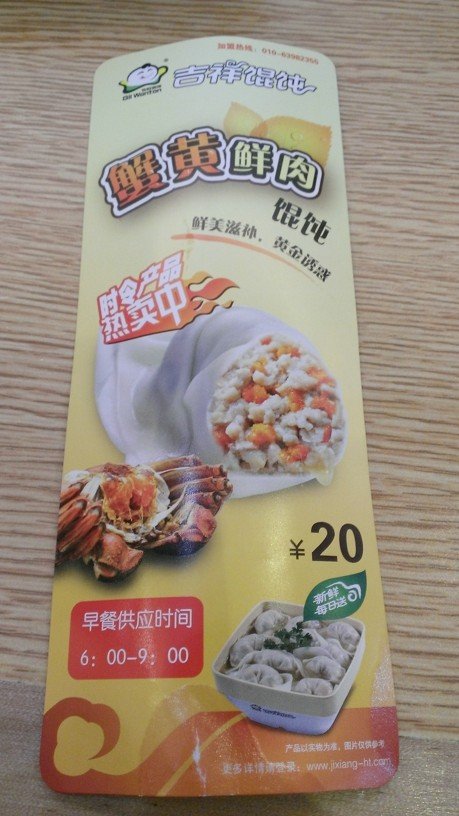 加盟热线：010-63982355
吉祥馄饨
Wonton
蟹黄鲜肉
馄饨
鲜美滋补，黄金诱惑
时令产品
热卖中
¥20
新鲜
每日送
早餐供应时间
6：00-9：00
产品以实物为准，图片仅供参考
更多详情请登录：www.jixiang-ht.com